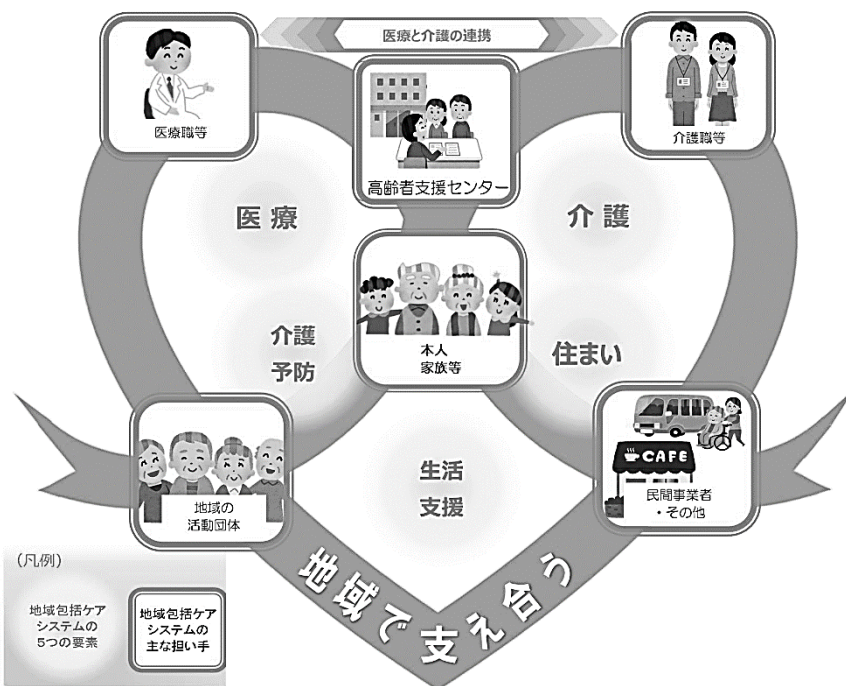 医療と介護の連携
医療職等
高齢者支援センター
介護職等
医療
介護
介護
予防
本人
家族等
住まい
地域の
活動団体
生活
支援
CAFE
民間事業者
・その他
地域で支え合う
(凡例)
地域包括ケア
システムの
5つの要素
地域包括ケア
システムの
主な担い手